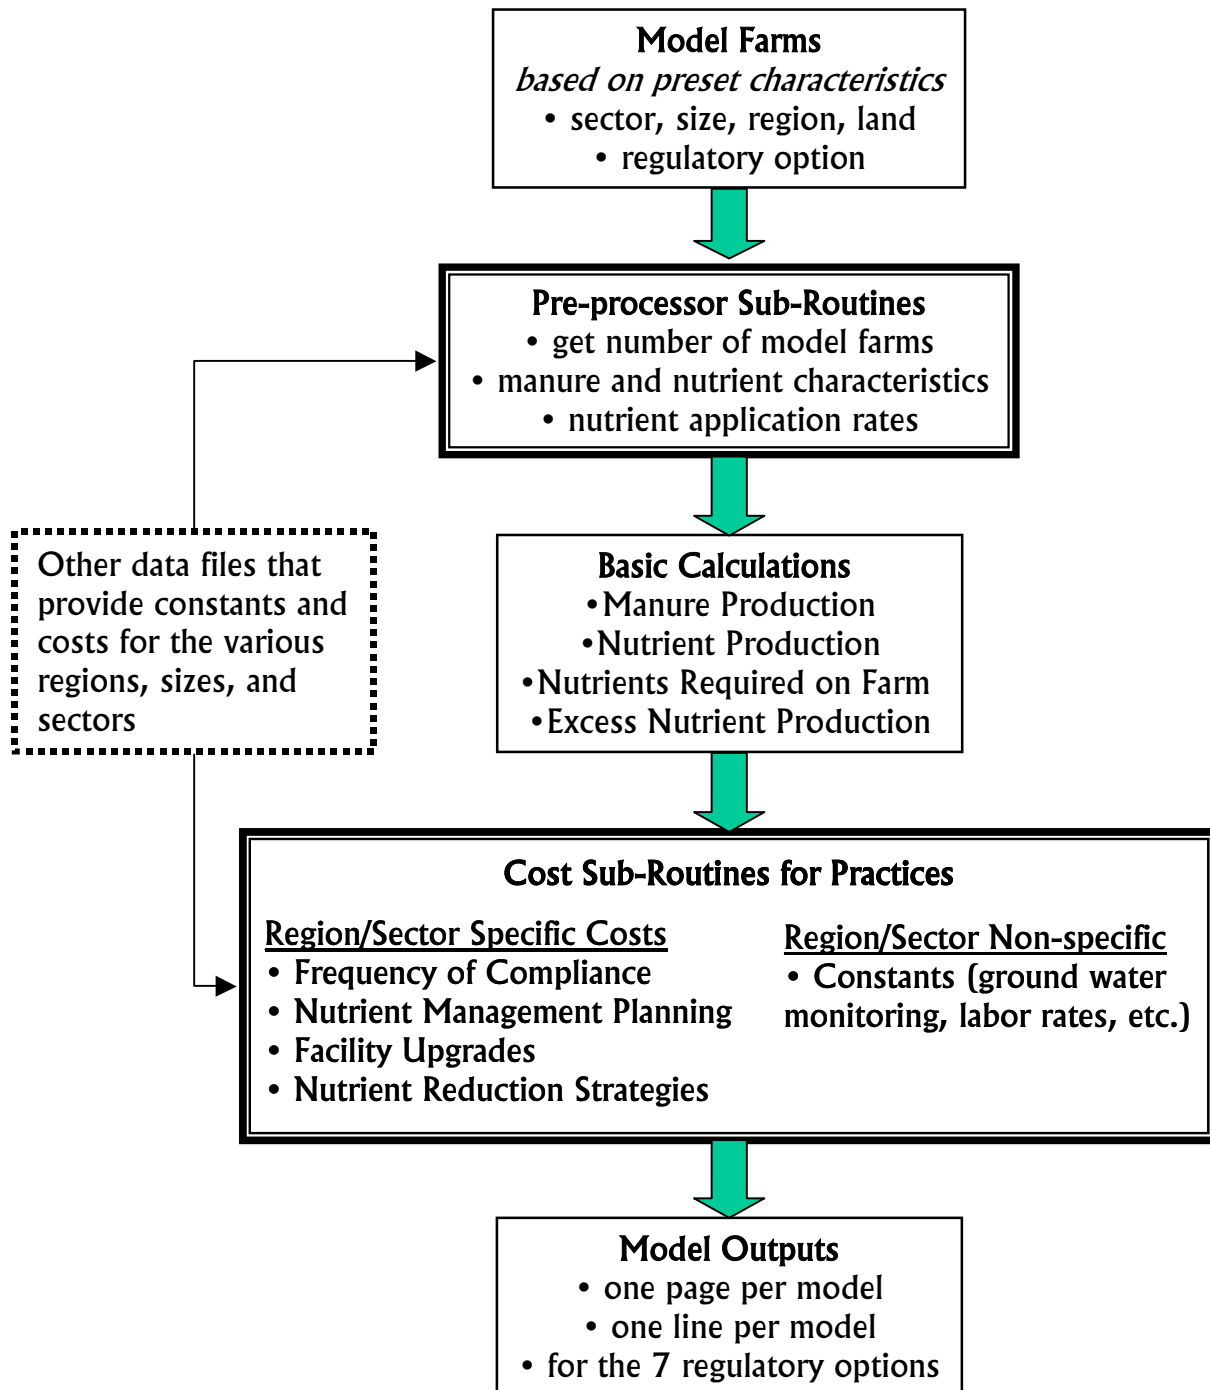 Model Farms
based on preset characteristics
• sector, size, region, land
• regulatory option
Pre-processor Sub-Routines
• get number of model farms
• manure and nutrient characteristics
• nutrient application rates
Other data files that
provide constants and
costs for the various
regions, sizes, and
sectors
Basic Calculations
•Manure Production
•Nutrient Production
•Nutrients Required on Farm
•Excess Nutrient Production
Cost Sub-Routines for Practices
Region/Sector Specific Costs
• Frequency of Compliance
• Nutrient Management Planning
• Facility Upgrades
• Nutrient Reduction Strategies
Region/Sector Non-specific
• Constants (ground water
monitoring, labor rates, etc.)
Model Outputs
• one page per model
• one line per model
• for the 7 regulatory options